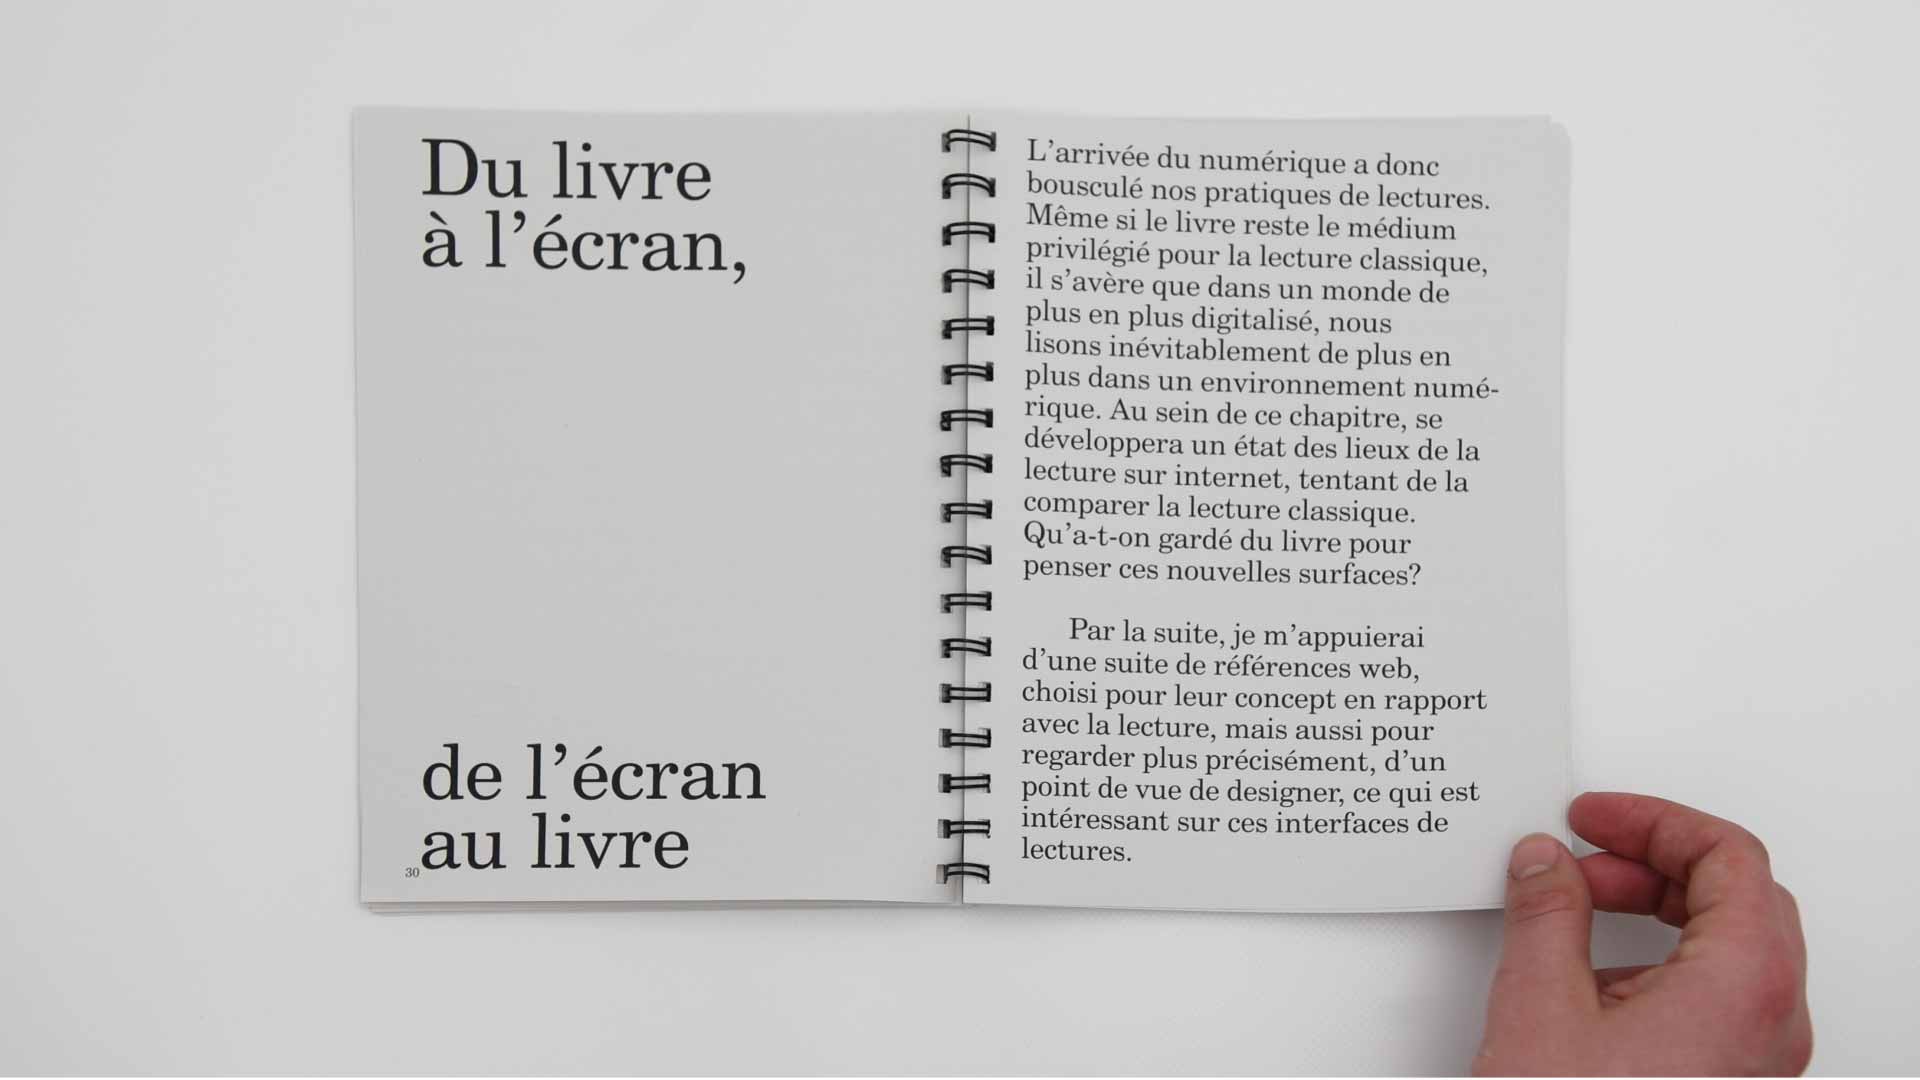 Du livre
à l’écran,
de l’écran
au livre
30
L’arrivée du numérique a donc
bousculé nos pratiques de lectures.
Même si le livre reste le médium
privilégié pour la lecture classique,
il s’avère que dans un monde de
plus en plus digitalisé, nous
lisons inévitablement de plus en
plus dans un environnement numé-
rique. Au sein de ce chapitre, se
développera un état des lieux de la
lecture sur internet, tentant de la
comparer la lecture classique.
Qu’a-t-on gardé du livre pour
penser ces nouvelles surfaces?
Par la suite, je m’appuierai
d’une suite de références web,
choisi pour leur concept en rapport
avec la lecture, mais aussi pour
regarder plus précisément, d’un
point de vue de designer, ce qui est
intéressant sur ces interfaces de
lectures.